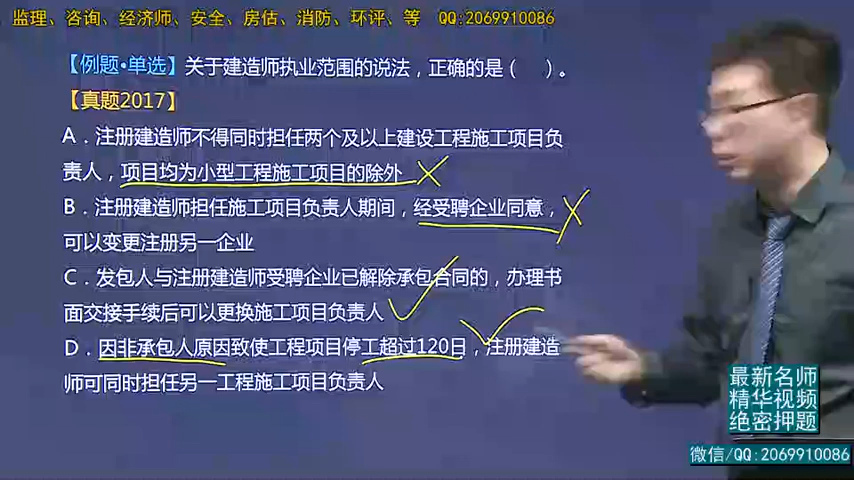 监理、咨询、经济师、安全、房估、消防、环评、等 QQ:2069910086
【例题·单选】关于建造师执业范围的说法，正确的是（ ）。
【真题2017】
A．注册建造师不得同时担任两个及以上建设工程施工项目负
责人，项目均为小型工程施工项目的除外
B．注册建造师担任施工项目负责人期间，经受聘企业同意，
可以变更注册另一企业
C．发包人与注册建造师受聘企业已解除承包合同的，办理书
面交接手续后可以更换施工项目负责人
D．因非承包人原因致使工程项目停工超过120日，注册建造
师可同时担任另一工程施工项目负责人
最新名师
精华视频
绝密押题
微信/QQ:2069910086